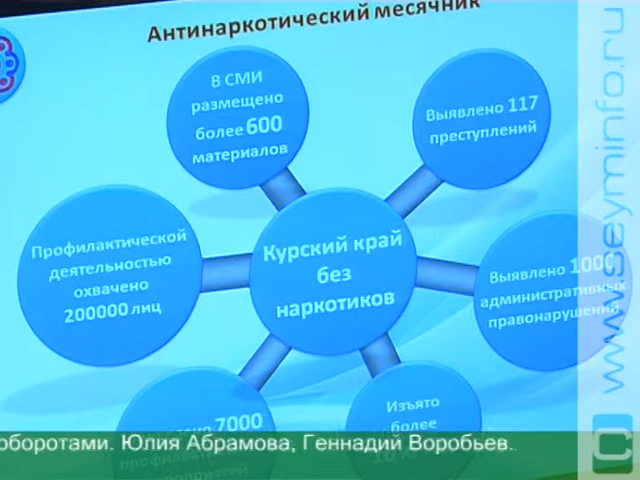 Антинаркотический месячник
В СМИ
размещено
более 600
материалов
Выявлено 117
преступлений
Профилактической
деятельностью
охвачено
200000 лиц
Курский край
без
наркотиков
Выявлено 1000
административных
правонарушений
7000
Изъято
более
оборотами. Юлия Абрамова, Геннадий Воробьев.
www.seyminfo.ru